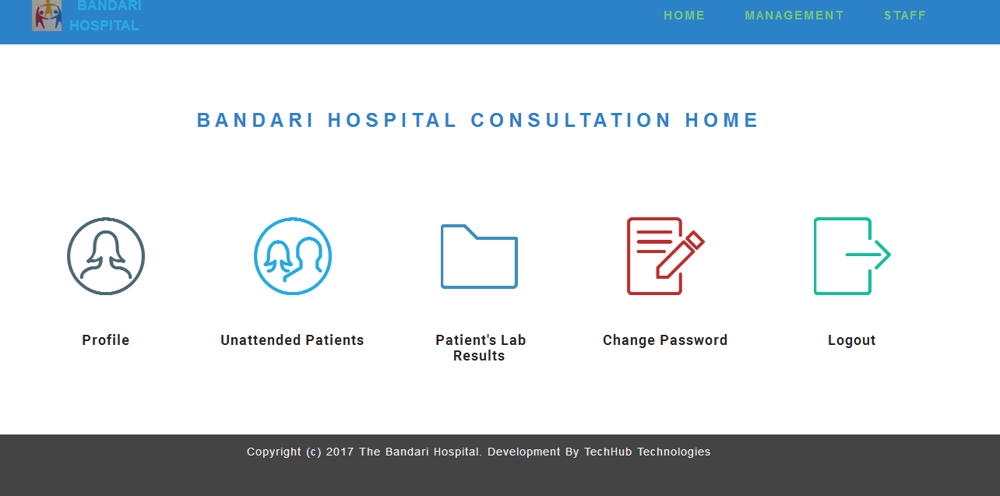 BANDARI
HOSPITAL
HOME MANAGEMENT STAFF
BANDARI HOSPITAL CONSULTATION HOME
Profile
Unattended Patients
Patient's Lab
Results
Change Password
Logout
Copyright (c) 2017 The Bandari Hospital. Development By TechHub Technologies